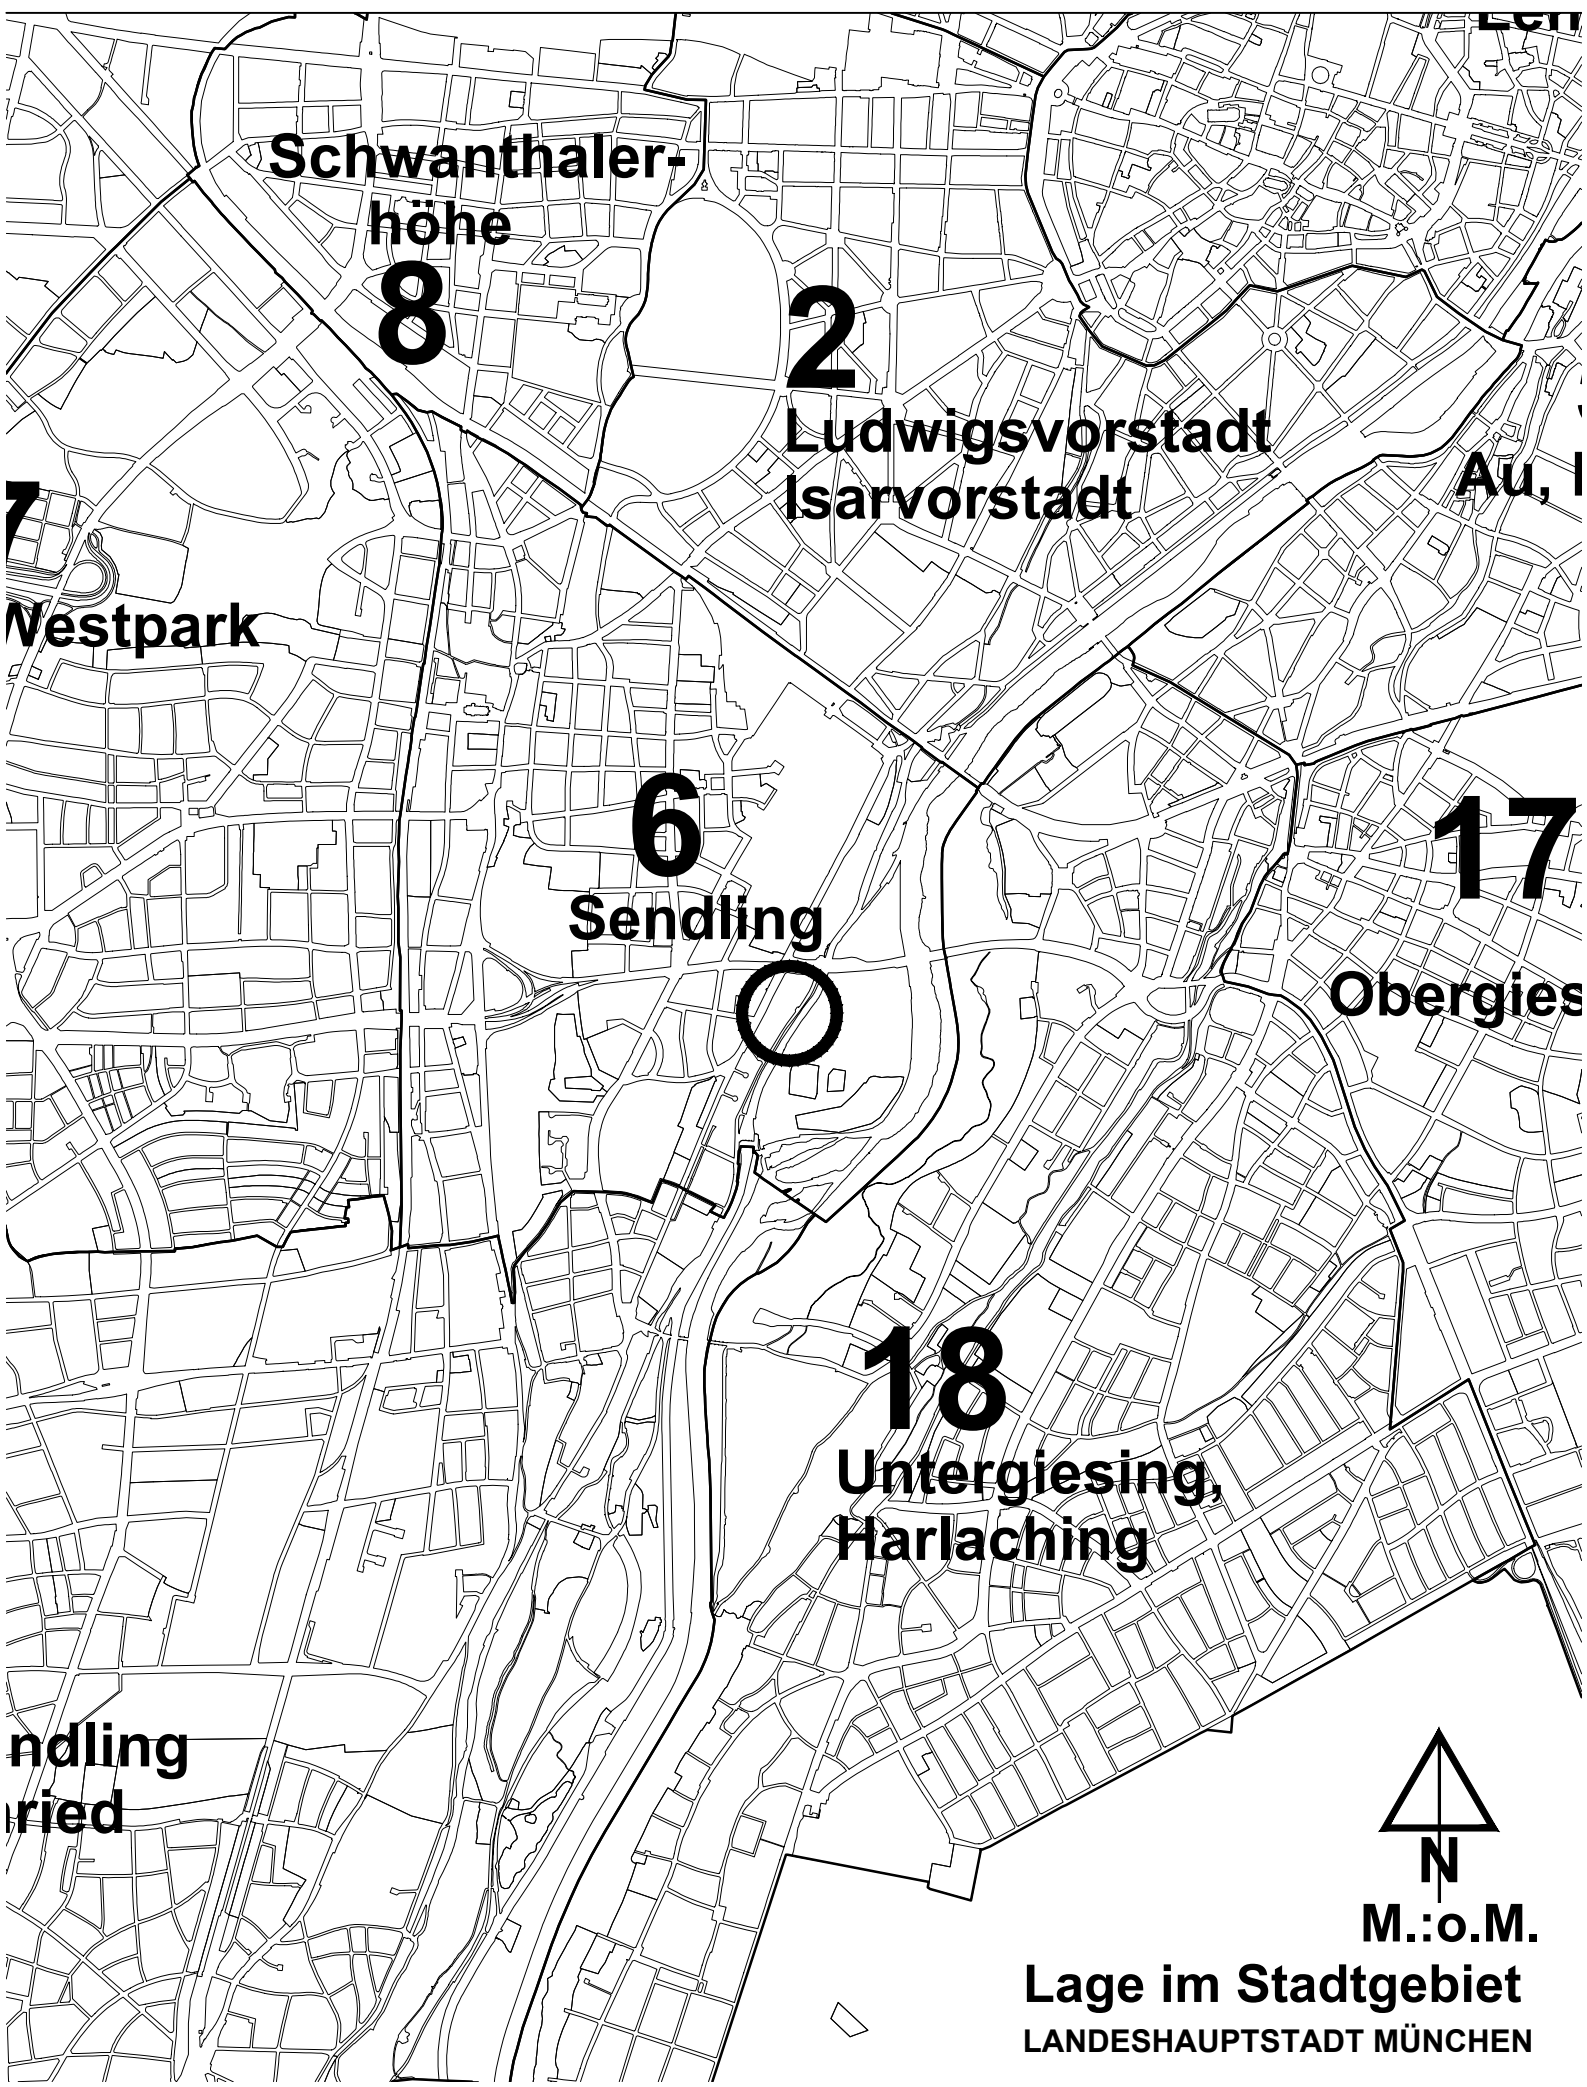 Schwanthaler-
höhe
8
2
Ludwigsvorstadt
Isarvorstadt
Au,
7
Westpark
6
Sendling
17
Obergies
18
Untergiesing,
Harlaching
ndling
ried
N
M.:o.M.
Lage im Stadtgebiet
LANDESHAUPTSTADT MÜNCHEN